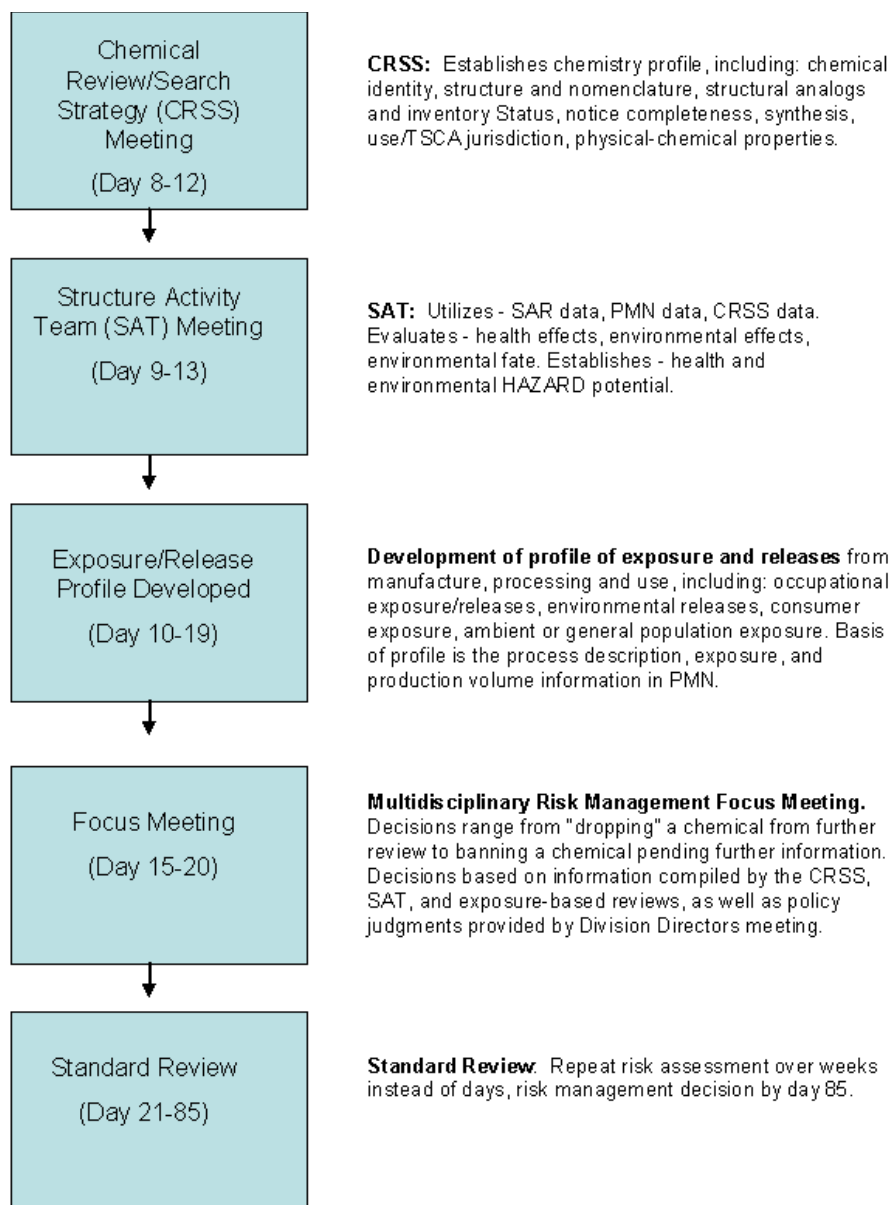 Chemical
Review/Search
Strategy (CRSS)
Meeting
(Day 8-12)
CRSS: Establishes chemistry profile, including: chemical
identity, structure and nomenclature, structural analogs
and inventory Status, notice completeness, synthesis,
use/TSCA jurisdiction, physical-chemical properties.
Structure Activity
Team (SAT) Meeting
(Day 9-13)
SAT: Utilizes - SAR data, PMN data, CRSS data.
Evaluates - health effects, environmental effects,
environmental fate. Establishes - health and
environmental HAZARD potential.
Exposure/Release
Profile Developed
(Day 10-19)
Development of profile of exposure and releases from
manufacture, processing and use, including: occupational
exposure/releases, environmental releases, consumer
exposure, ambient or general population exposure. Basis
of profile is the process description, exposure, and
production volume information in PMN.
Focus Meeting
(Day 15-20)
Multidisciplinary Risk Management Focus Meeting.
Decisions range from "dropping" a chemical from further
review to banning a chemical pending further information.
Decisions based on information compiled by the CRSS,
SAT, and exposure-based reviews, as well as policy
judgments provided by Division Directors meeting.
Standard Review
(Day 21-85)
Standard Review: Repeat risk assessment over weeks
instead of days, risk management decision by day 85.